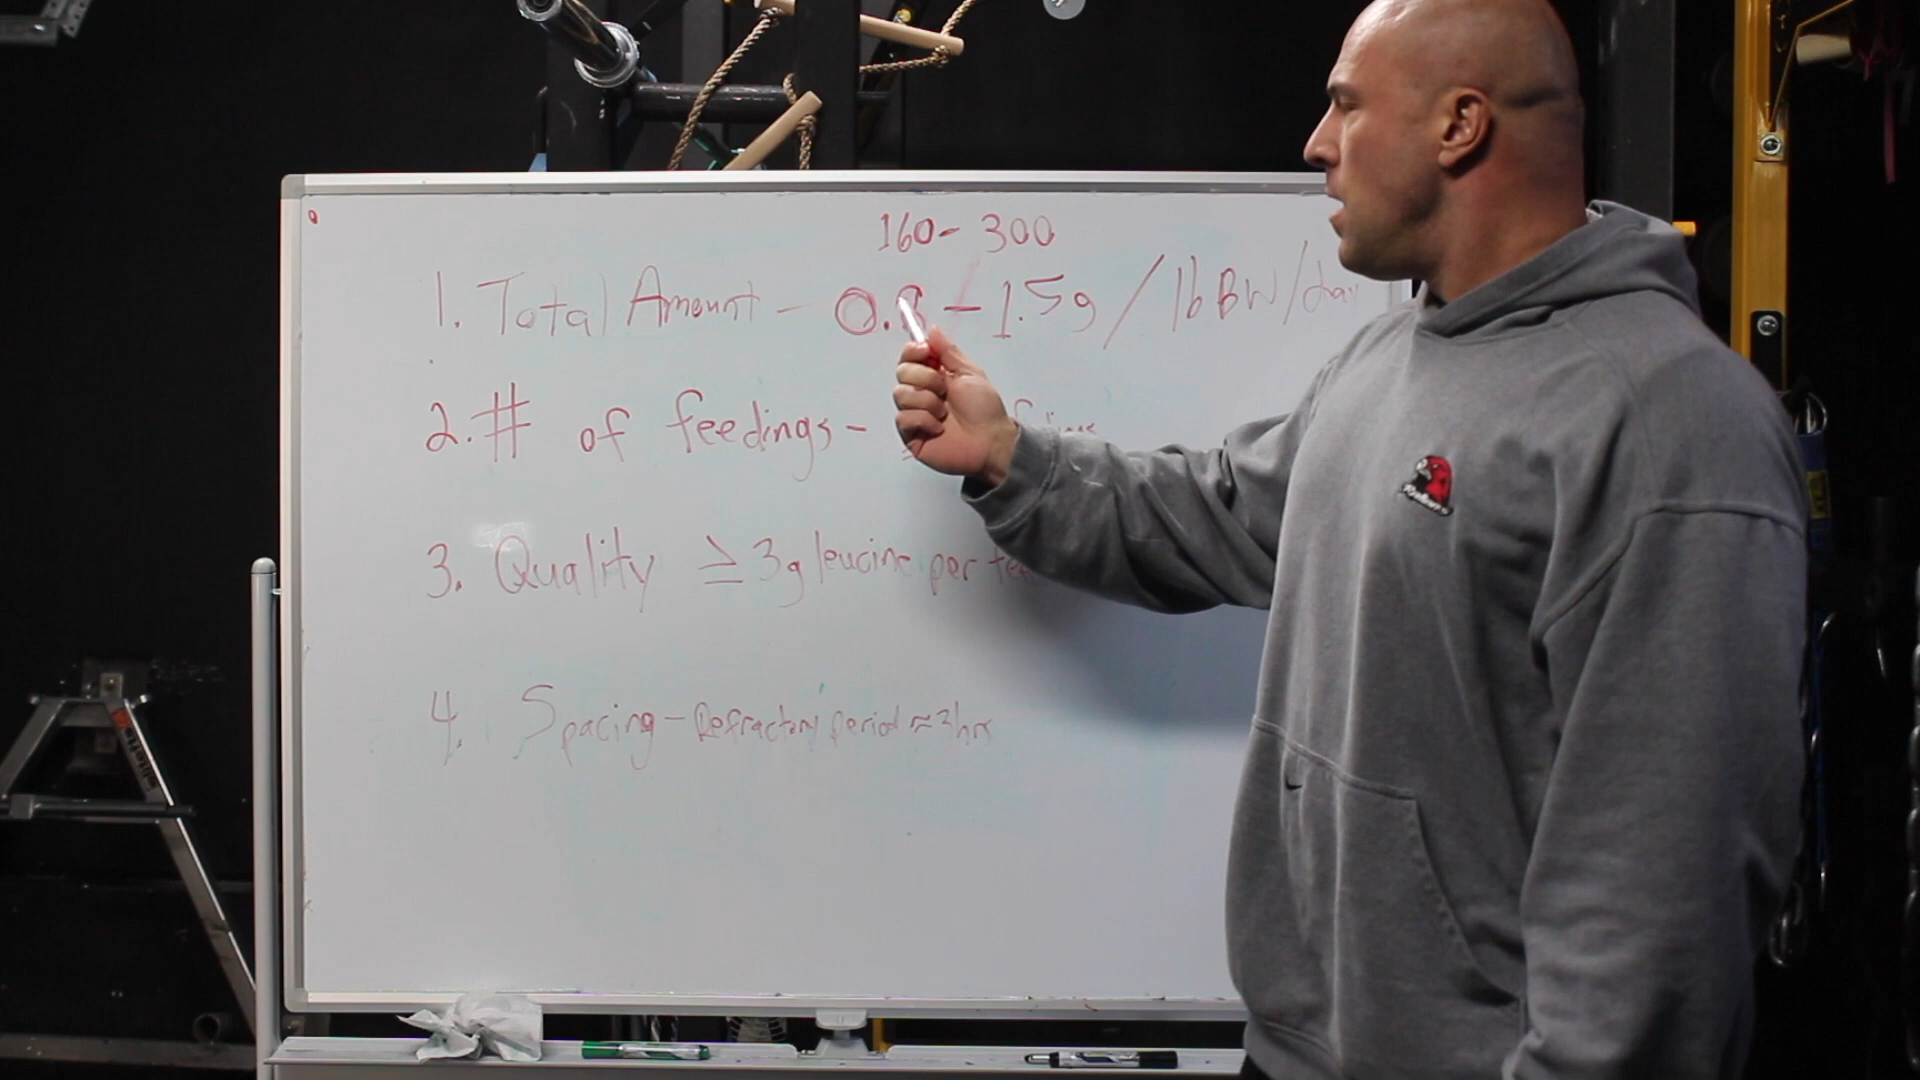 160- 300
1. Total Amount - 0.8 - 1.5g / lb BW/day
2. # of feedings -
3. Quality ≥ 3g leucine per
4. Spacing - Refractory period ≈ 3hrs